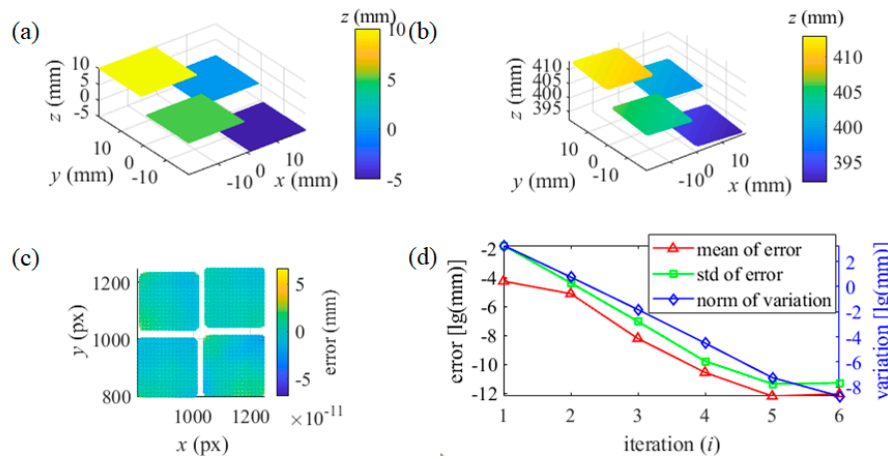 (a)
z (mm)
10
5
0
-5
z (mm)
10
5
0
-5
y (mm)
10
0
-10
-10
0
10
x (mm)
(b)
z (mm)
410
405
400
395
z (mm)
410
405
400
395
y (mm)
10
0
-10
-10
0
10
x (mm)
(c)
y (px)
1200
1000
800
1000
1200
x (px)
5
0
-5
error (mm)
×10-11
(d)
error [lg(mm)]
-2
-4
-6
-8
-10
-12
mean of error
std of error
norm of variation
2
0
-2
-4
-6
-8
variation [lg(mm)]
1 2 3 4 5 6
iteration (i)